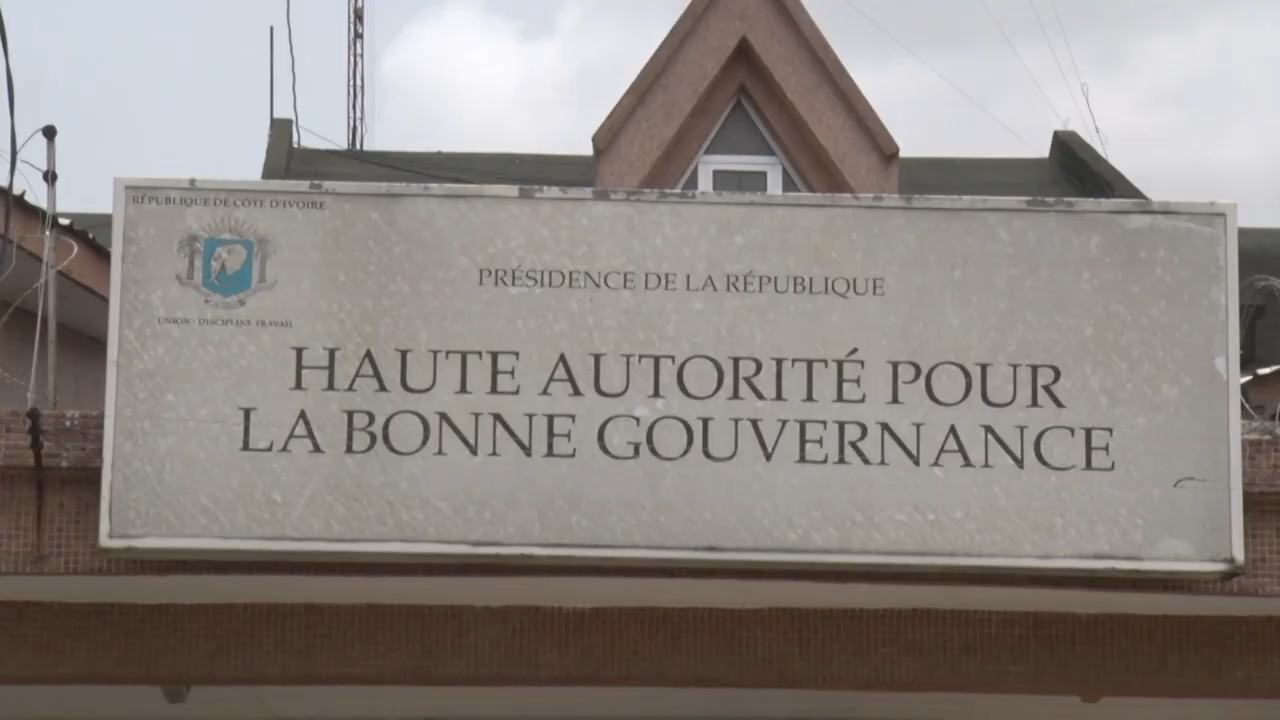 RÉPUBLIQUE DE CÔTE D'IVOIRE
UNION - DISCIPLINE - TRAVAIL
PRÉSIDENCE DE LA RÉPUBLIQUE
HAUTE AUTORITÉ POUR
LA BONNE GOUVERNANCE